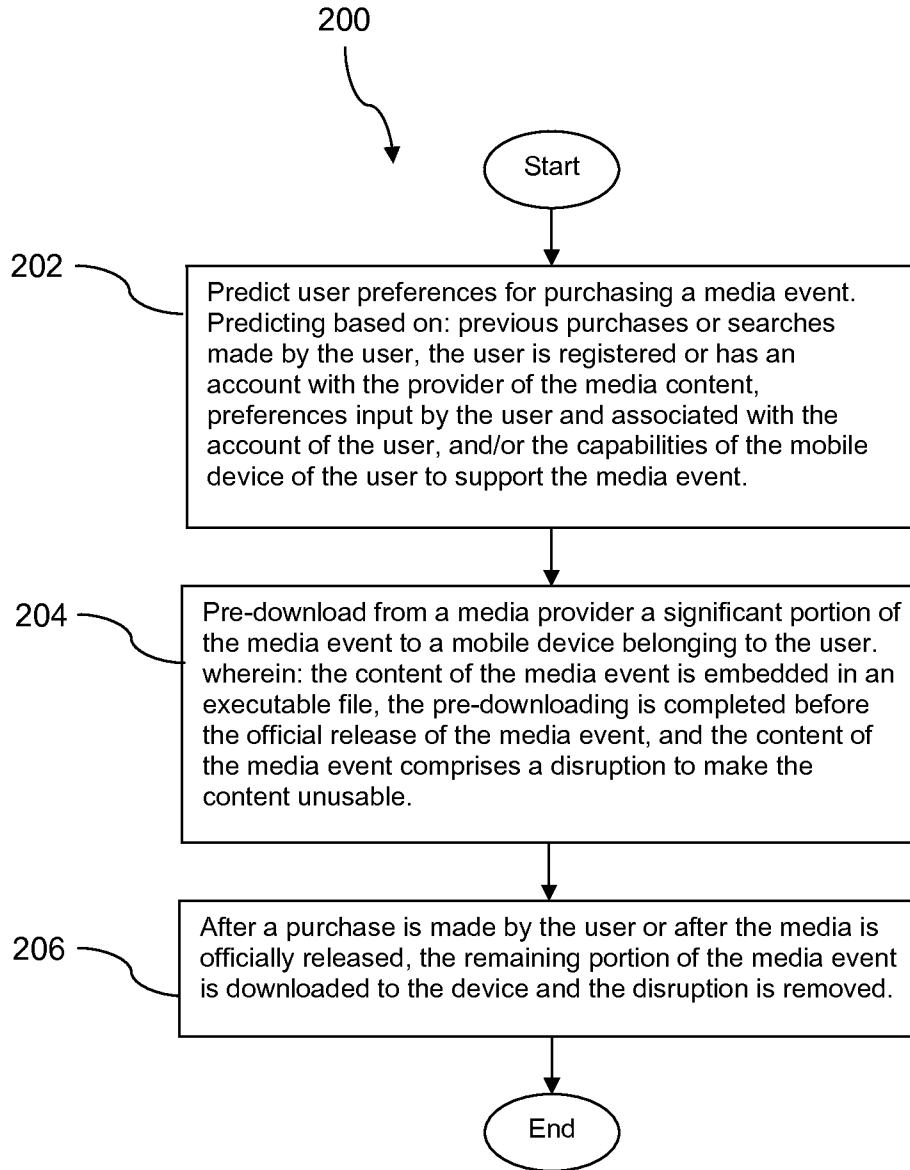 200
Start
202
Predict user preferences for purchasing a media event.
Predicting based on: previous purchases or searches
made by the user, the user is registered or has an
account with the provider of the media content,
preferences input by the user and associated with the
account of the user, and/or the capabilities of the mobile
device of the user to support the media event.
204
Pre-download from a media provider a significant portion of
the media event to a mobile device belonging to the user.
wherein: the content of the media event is embedded in an
executable file, the pre-downloading is completed before
the official release of the media event, and the content of
the media event comprises a disruption to make the
content unusable.
206
After a purchase is made by the user or after the media is
officially released, the remaining portion of the media event
is downloaded to the device and the disruption is removed.
End